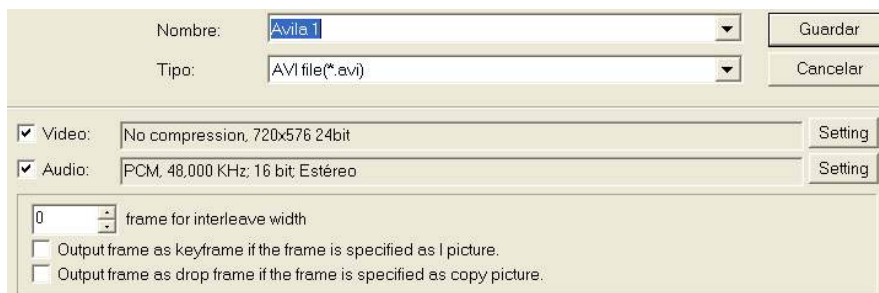 Nombre: Avila 1 Guardar
Tipo: AVI file(*.avi) Cancelar
Video: No compression, 720x576 24bit Setting
Audio: PCM, 48,000 KHz; 16 bit; Estéreo Setting
0 frame for interleave width
Output frame as keyframe if the frame is specified as I picture.
Output frame as drop frame if the frame is specified as copy picture.